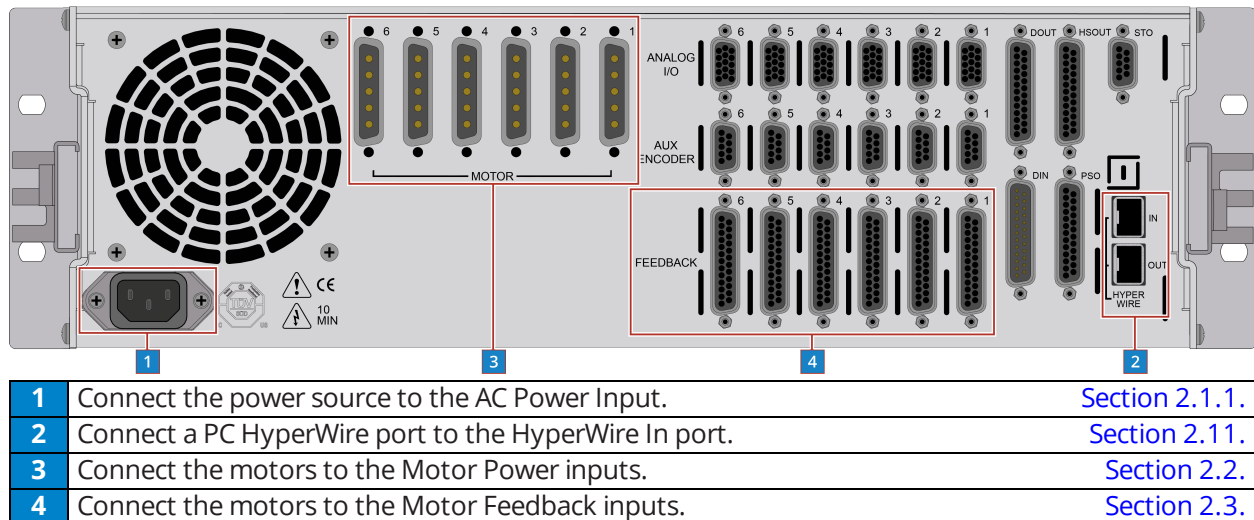 6 5 4 3 2 1
MOTOR
ANALOG
I/O
6 5 4 3 2 1
AUX
ENCODER
6 5 4 3 2 1
FEEDBACK
6 5 4 3 2 1
DOUT HSOUT STO
DIN PSO
IN
OUT
HYPER
WIRE
CE
10
MIN
TÜV
SÜD
C US
1 3 4 2
1 Connect the power source to the AC Power Input. Section 2.1.1.
2 Connect a PC HyperWire port to the HyperWire In port. Section 2.11.
3 Connect the motors to the Motor Power inputs. Section 2.2.
4 Connect the motors to the Motor Feedback inputs. Section 2.3.